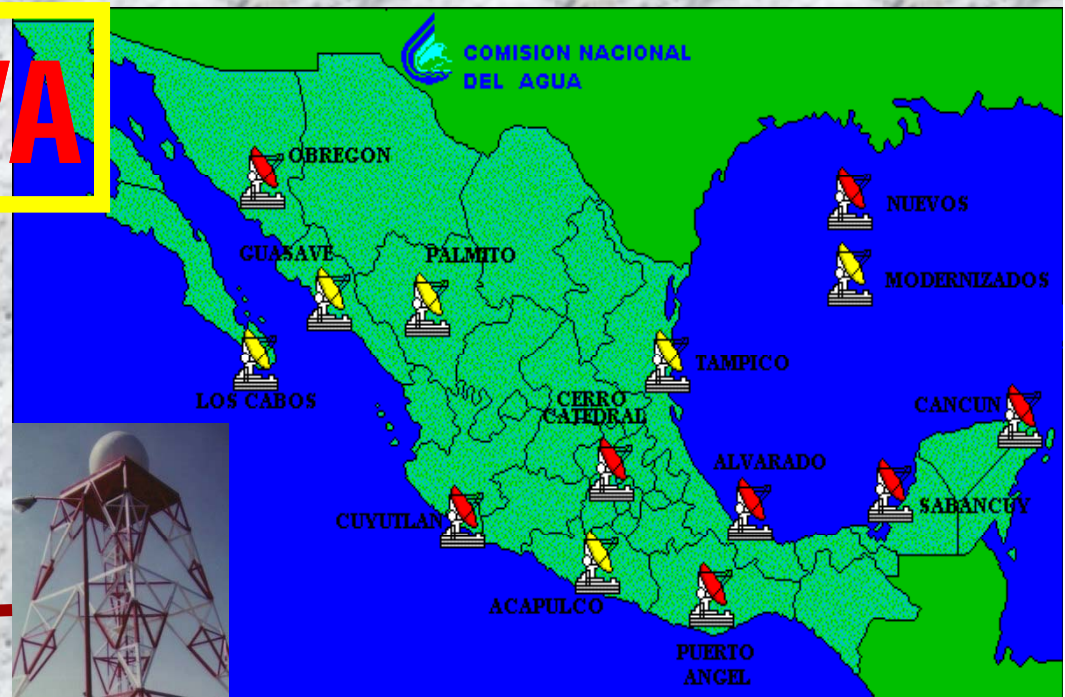 VA
COMISION NACIONAL
DEL AGUA
OBREGON
NUEVOS
GUASAVE
PALMITO
MODERNIZADOS
TAMPICO
LOS CABOS
CERRO
CATEDRAL
CANCUN
ALVARADO
SABANCUY
CUYUTLAN
ACAPULCO
PUERTO
ANGEL